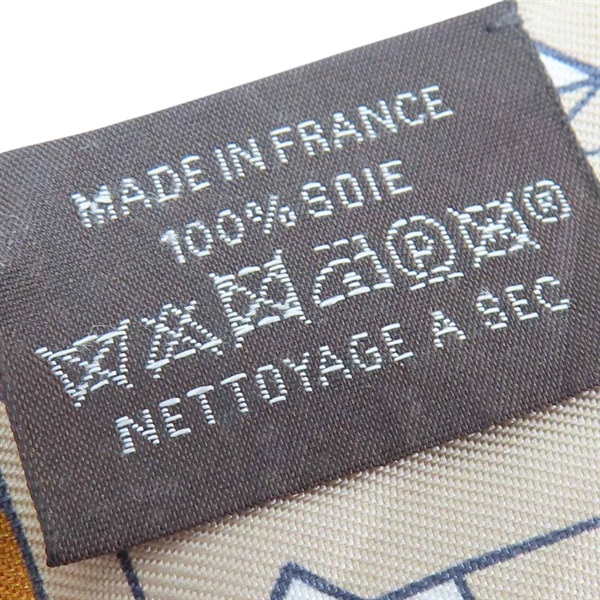 MADE IN FRANCE
100% SOIE
P ®
NETTOYAGE A SEC